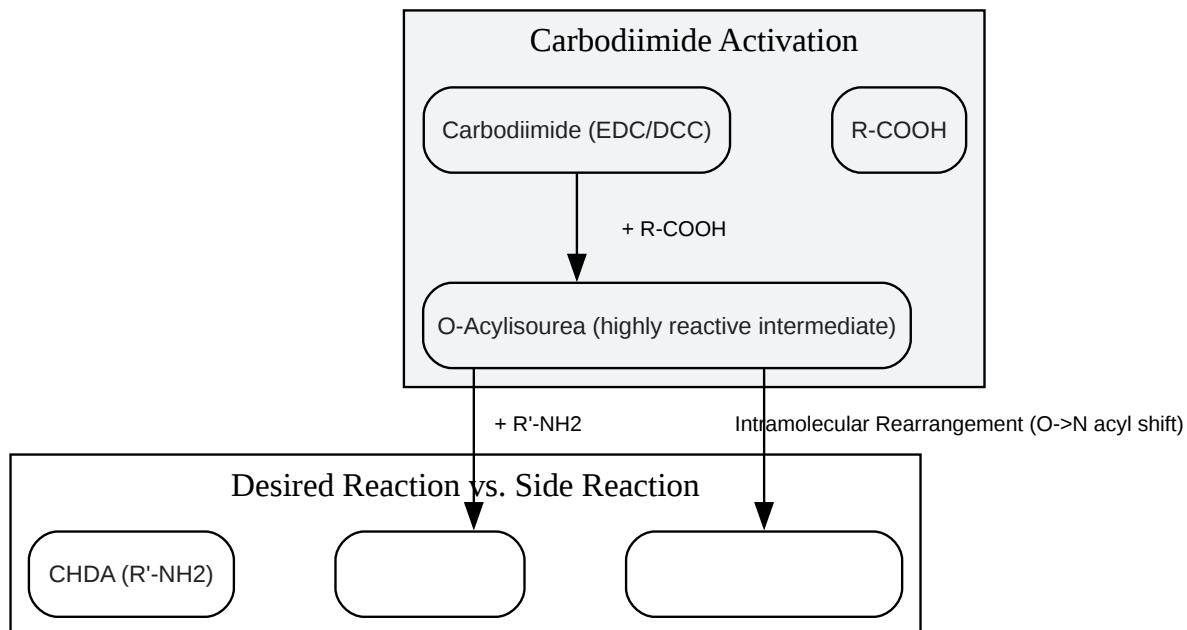 Carbodiimide Activation
Carbodiimide (EDC/DCC)
R-COOH
+ R-COOH
O-Acylisourea (highly reactive intermediate)
+ R'-NH2
Intramolecular Rearrangement (O->N acyl shift)
Desired Reaction vs. Side Reaction
CHDA (R'-NH2)